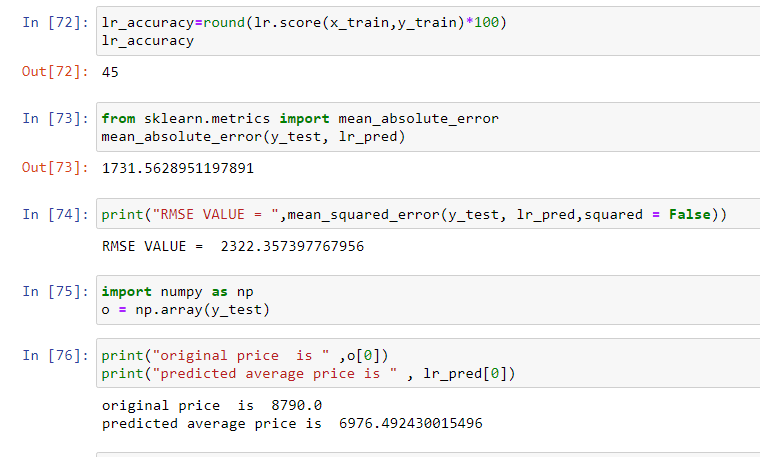 In [72]: lr_accuracy=round(lr.score(x_train,y_train)*100)
lr_accuracy
Out[72]: 45
In [73]: from sklearn.metrics import mean_absolute_error
mean_absolute_error(y_test, lr_pred)
Out[73]: 1731.5628951197891
In [74]: print("RMSE VALUE = ",mean_squared_error(y_test, lr_pred,squared = False))
RMSE VALUE =  2322.357397767956
In [75]: import numpy as np
o = np.array(y_test)
In [76]: print("original price  is " ,o[0])
print("predicted average price is " , lr_pred[0])
original price  is  8790.0
predicted average price is  6976.492430015496